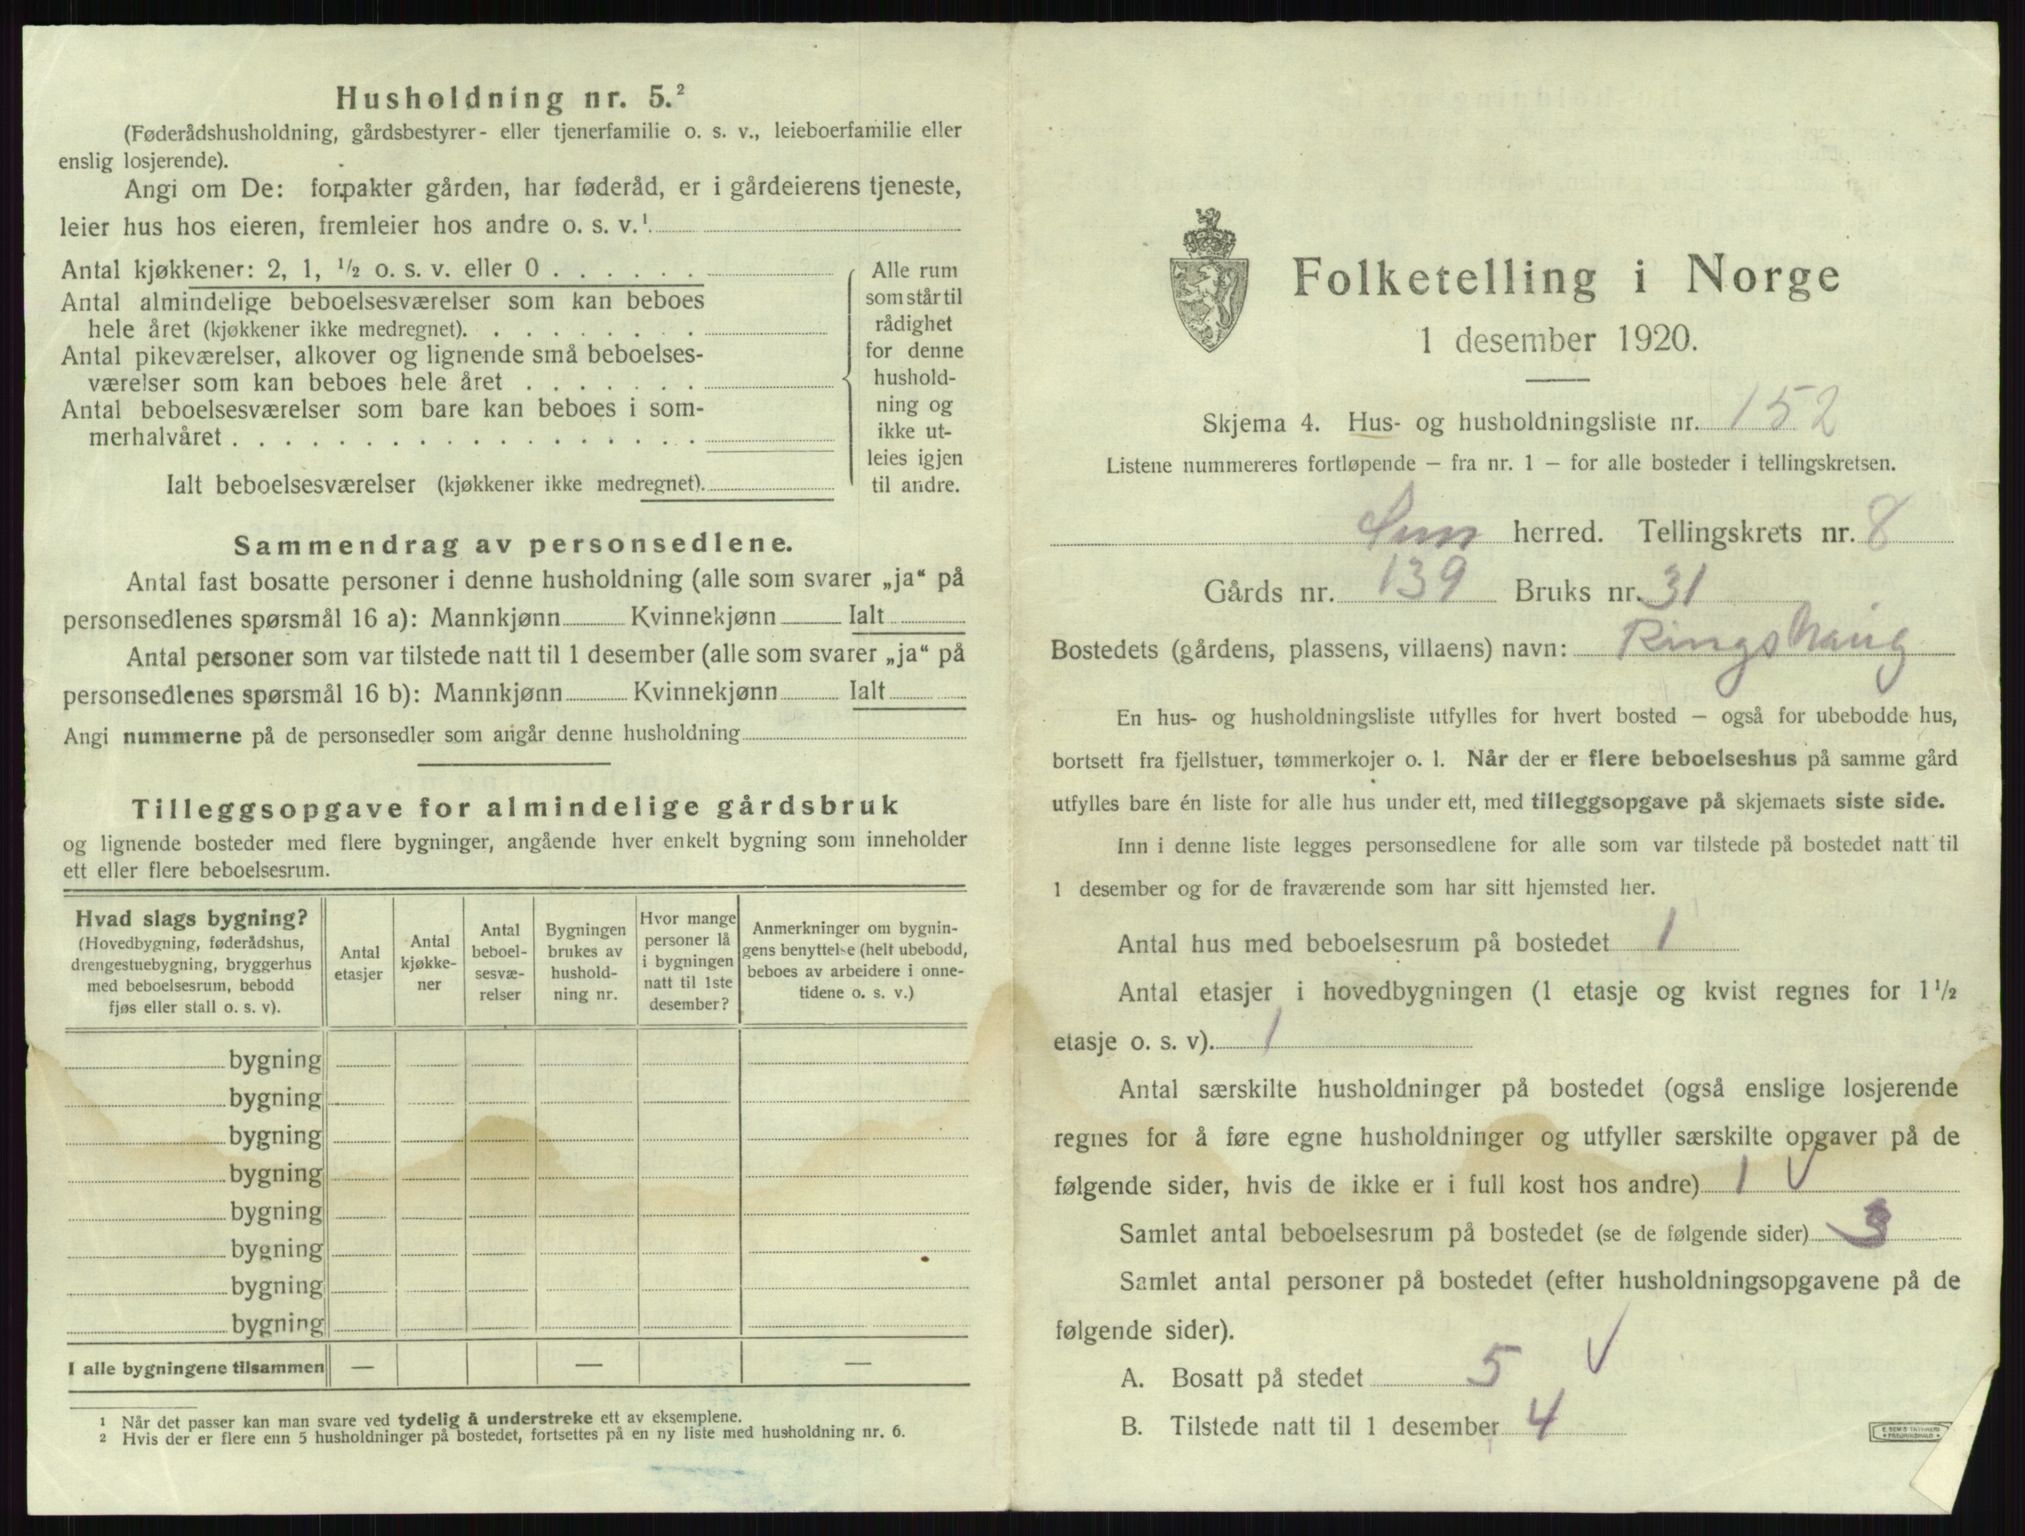 Husholdning nr. 5.²
(Føderådshusholdning, gårdsbestyrer- eller tjenerfamilie o. s. v., leieboerfamilie eller
enslig losjerende).
Angi om De: forpakter gården, har føderåd, er i gårdeierens tjeneste,
leier hus hos eieren, fremleier hos andre o. s. v.¹
Antal kjøkkener: 2, 1, ½ o. s. v. eller 0 . . . . . .
Antal almindelige beboelsesværelser som kan beboes
hele året (kjøkkener ikke medregnet). . . . . . . . .
Antal pikeværelser, alkover og lignende små beboelses-
værelser som kan beboes hele året . . . . . . .
Antal beboelsesværelser som bare kan beboes i som-
merhalvåret . . . . . . . . . . . . . . . . . .
Ialt beboelsesværelser (kjøkkener ikke medregnet).
Alle rum
som står til
rådighet
for denne
hushold-
ning og
ikke ut-
leies igjen
til andre.
Sammendrag av personsedlene.
Antal fast bosatte personer i denne husholdning (alle som svarer „ja“ på
personsedlenes spørsmål 16 a): Mannkjønn Kvinnekjønn Ialt
Antal personer som var tilstede natt til 1 desember (alle som svarer „ja“ på
personsedlenes spørsmål 16 b): Mannkjønn Kvinnekjønn Ialt
Angi nummerne på de personsedler som angår denne husholdning
Tilleggsopgave for almindelige gårdsbruk
og lignende bosteder med flere bygninger, angående hver enkelt bygning som inneholder
ett eller flere beboelsesrum.
Hvad slags bygning?
(Hovedbygning, føderådshus,
drengestuebygning, bryggerhus
med beboelsesrum, bebodd
fjøs eller stall o. s. v).
Antal
etasjer
Antal
kjøkke-
ner
Antal
beboel-
sesvæ-
relser
Bygningen
brukes av
hushold-
ning nr.
Hvor mange
personer lå
i bygningen
natt til 1ste
desember?
Anmerkninger om bygnin-
gens benyttelse (helt ubebodd,
beboes av arbeidere i onne-
tidene o. s. v.)
bygning
bygning
bygning
bygning
bygning
bygning
bygning
bygning
I alle bygningene tilsammen — — —
¹ Når det passer kan man svare ved tydelig å understreke ett av eksemplene.
² Hvis der er flere enn 5 husholdninger på bostedet, fortsettes på en ny liste med husholdning nr. 6.
Folketelling i Norge
1 desember 1920.
Skjema 4. Hus- og husholdningsliste nr. 152
Listene nummereres fortløpende – fra nr. 1 – for alle bosteder i tellingskretsen.
Sem herred. Tellingskrets nr. 8
Gårds nr. 139 Bruks nr. 31
Bostedets (gårdens, plassens, villaens) navn: Ringshaug
En hus- og husholdningsliste utfylles for hvert bosted – også for ubebodde hus,
bortsett fra fjellstuer, tømmerkojer o. l. Når der er flere beboelseshus på samme gård
utfylles bare én liste for alle hus under ett, med tilleggsopgave på skjemaets siste side.
Inn i denne liste legges personsedlene for alle som var tilstede på bostedet natt til
1 desember og for de fraværende som har sitt hjemsted her.
Antal hus med beboelsesrum på bostedet 1
Antal etasjer i hovedbygningen (1 etasje og kvist regnes for 1½
etasje o. s. v). 1
Antal særskilte husholdninger på bostedet (også enslige losjerende
regnes for å føre egne husholdninger og utfyller særskilte opgaver på de
følgende sider, hvis de ikke er i full kost hos andre) 1 V
Samlet antal beboelsesrum på bostedet (se de følgende sider) 3
Samlet antal personer på bostedet (efter husholdningsopgavene på de
følgende sider).
A. Bosatt på stedet 5 V
B. Tilstede natt til 1 desember 4
E. SEM'S TRYKKERI
FREDRIKSHALD